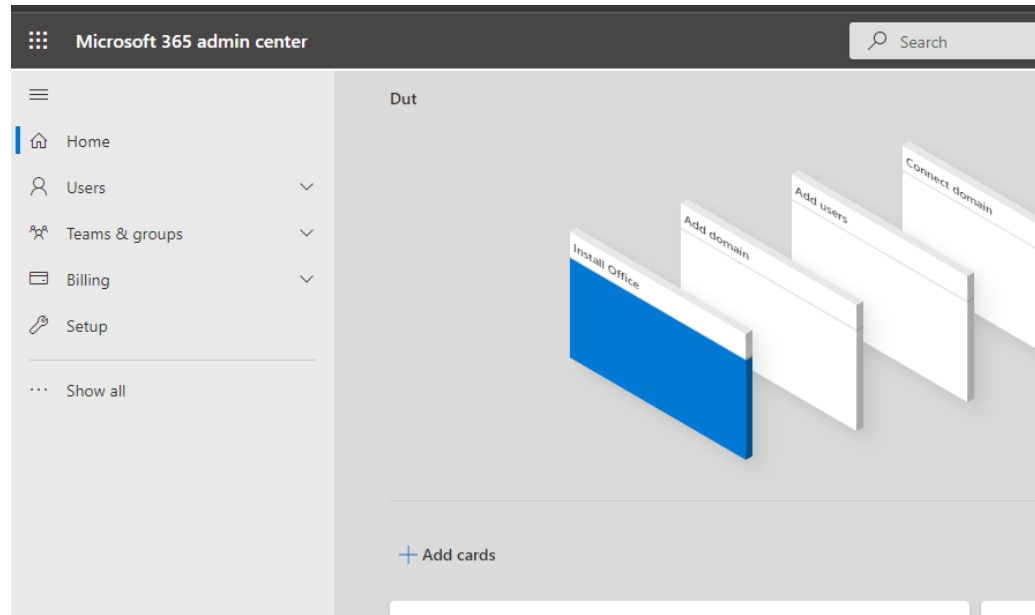 Microsoft 365 admin center
Search
Home
Users
Teams & groups
Billing
Setup
Show all
Dut
Install Office
Add domain
Add users
Connect domain
Add cards